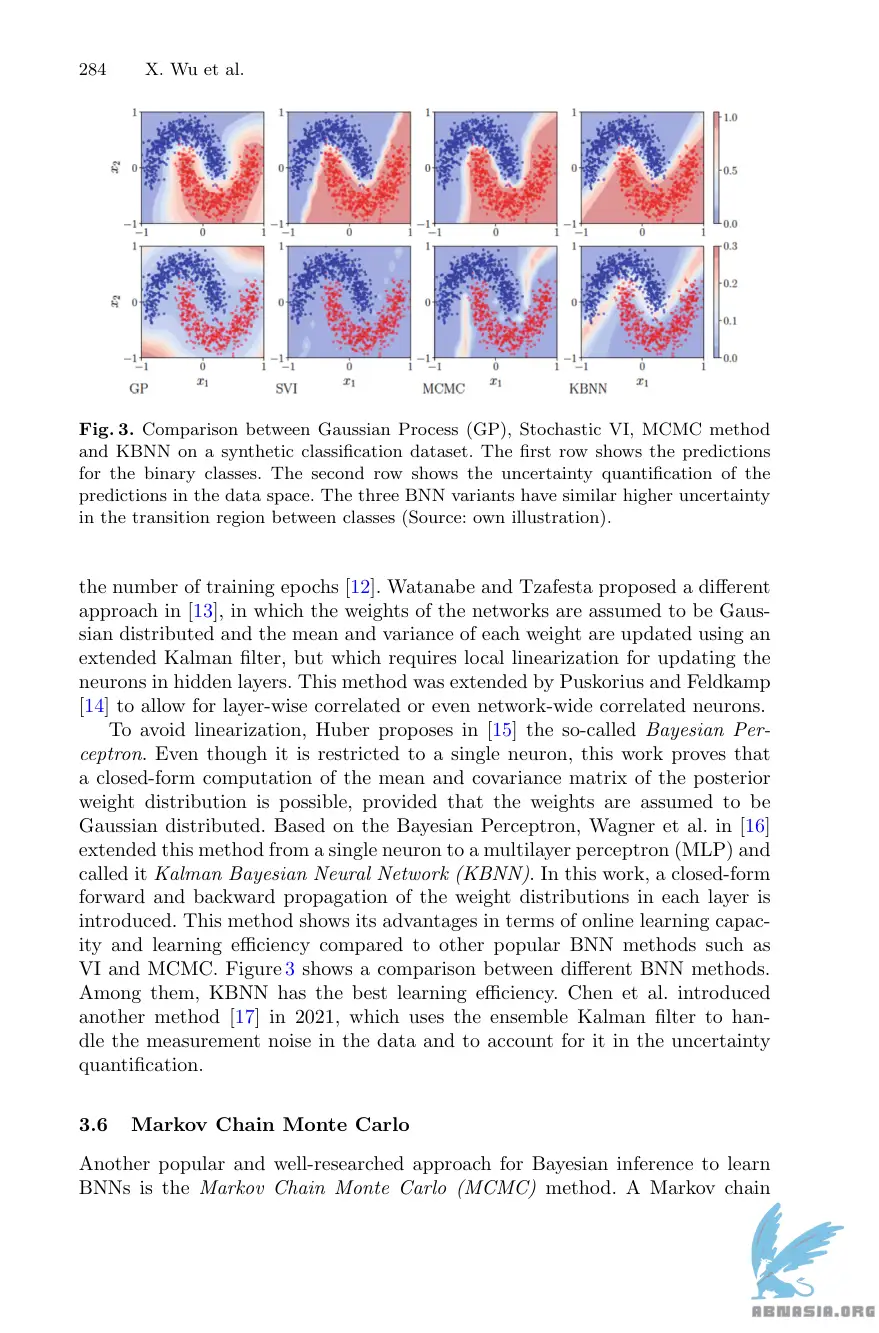 284 X. Wu et al.
1 1 1 1 1.0
x2 0 0 0 0 0.5
−1 −1 −1 −1 0.0
−1 0 1 −1 0 1 −1 0 1 −1 0 1
1 1 1 1 0.3
0.2
x2 0 0 0 0
0.1
−1 −1 −1 −1 0.0
−1 0 1 −1 0 1 −1 0 1 −1 0 1
GP x1 SVI x1 MCMC x1 KBNN x1
Fig. 3. Comparison between Gaussian Process (GP), Stochastic VI, MCMC method
and KBNN on a synthetic classification dataset. The first row shows the predictions
for the binary classes. The second row shows the uncertainty quantification of the
predictions in the data space. The three BNN variants have similar higher uncertainty
in the transition region between classes (Source: own illustration).
the number of training epochs [12]. Watanabe and Tzafesta proposed a different
approach in [13], in which the weights of the networks are assumed to be Gaus-
sian distributed and the mean and variance of each weight are updated using an
extended Kalman filter, but which requires local linearization for updating the
neurons in hidden layers. This method was extended by Puskorius and Feldkamp
[14] to allow for layer-wise correlated or even network-wide correlated neurons.
To avoid linearization, Huber proposes in [15] the so-called Bayesian Per-
ceptron. Even though it is restricted to a single neuron, this work proves that
a closed-form computation of the mean and covariance matrix of the posterior
weight distribution is possible, provided that the weights are assumed to be
Gaussian distributed. Based on the Bayesian Perceptron, Wagner et al. in [16]
extended this method from a single neuron to a multilayer perceptron (MLP) and
called it Kalman Bayesian Neural Network (KBNN). In this work, a closed-form
forward and backward propagation of the weight distributions in each layer is
introduced. This method shows its advantages in terms of online learning capac-
ity and learning efficiency compared to other popular BNN methods such as
VI and MCMC. Figure 3 shows a comparison between different BNN methods.
Among them, KBNN has the best learning efficiency. Chen et al. introduced
another method [17] in 2021, which uses the ensemble Kalman filter to han-
dle the measurement noise in the data and to account for it in the uncertainty
quantification.
3.6 Markov Chain Monte Carlo
Another popular and well-researched approach for Bayesian inference to learn
BNNs is the Markov Chain Monte Carlo (MCMC) method. A Markov chain
ABNASIA.ORG